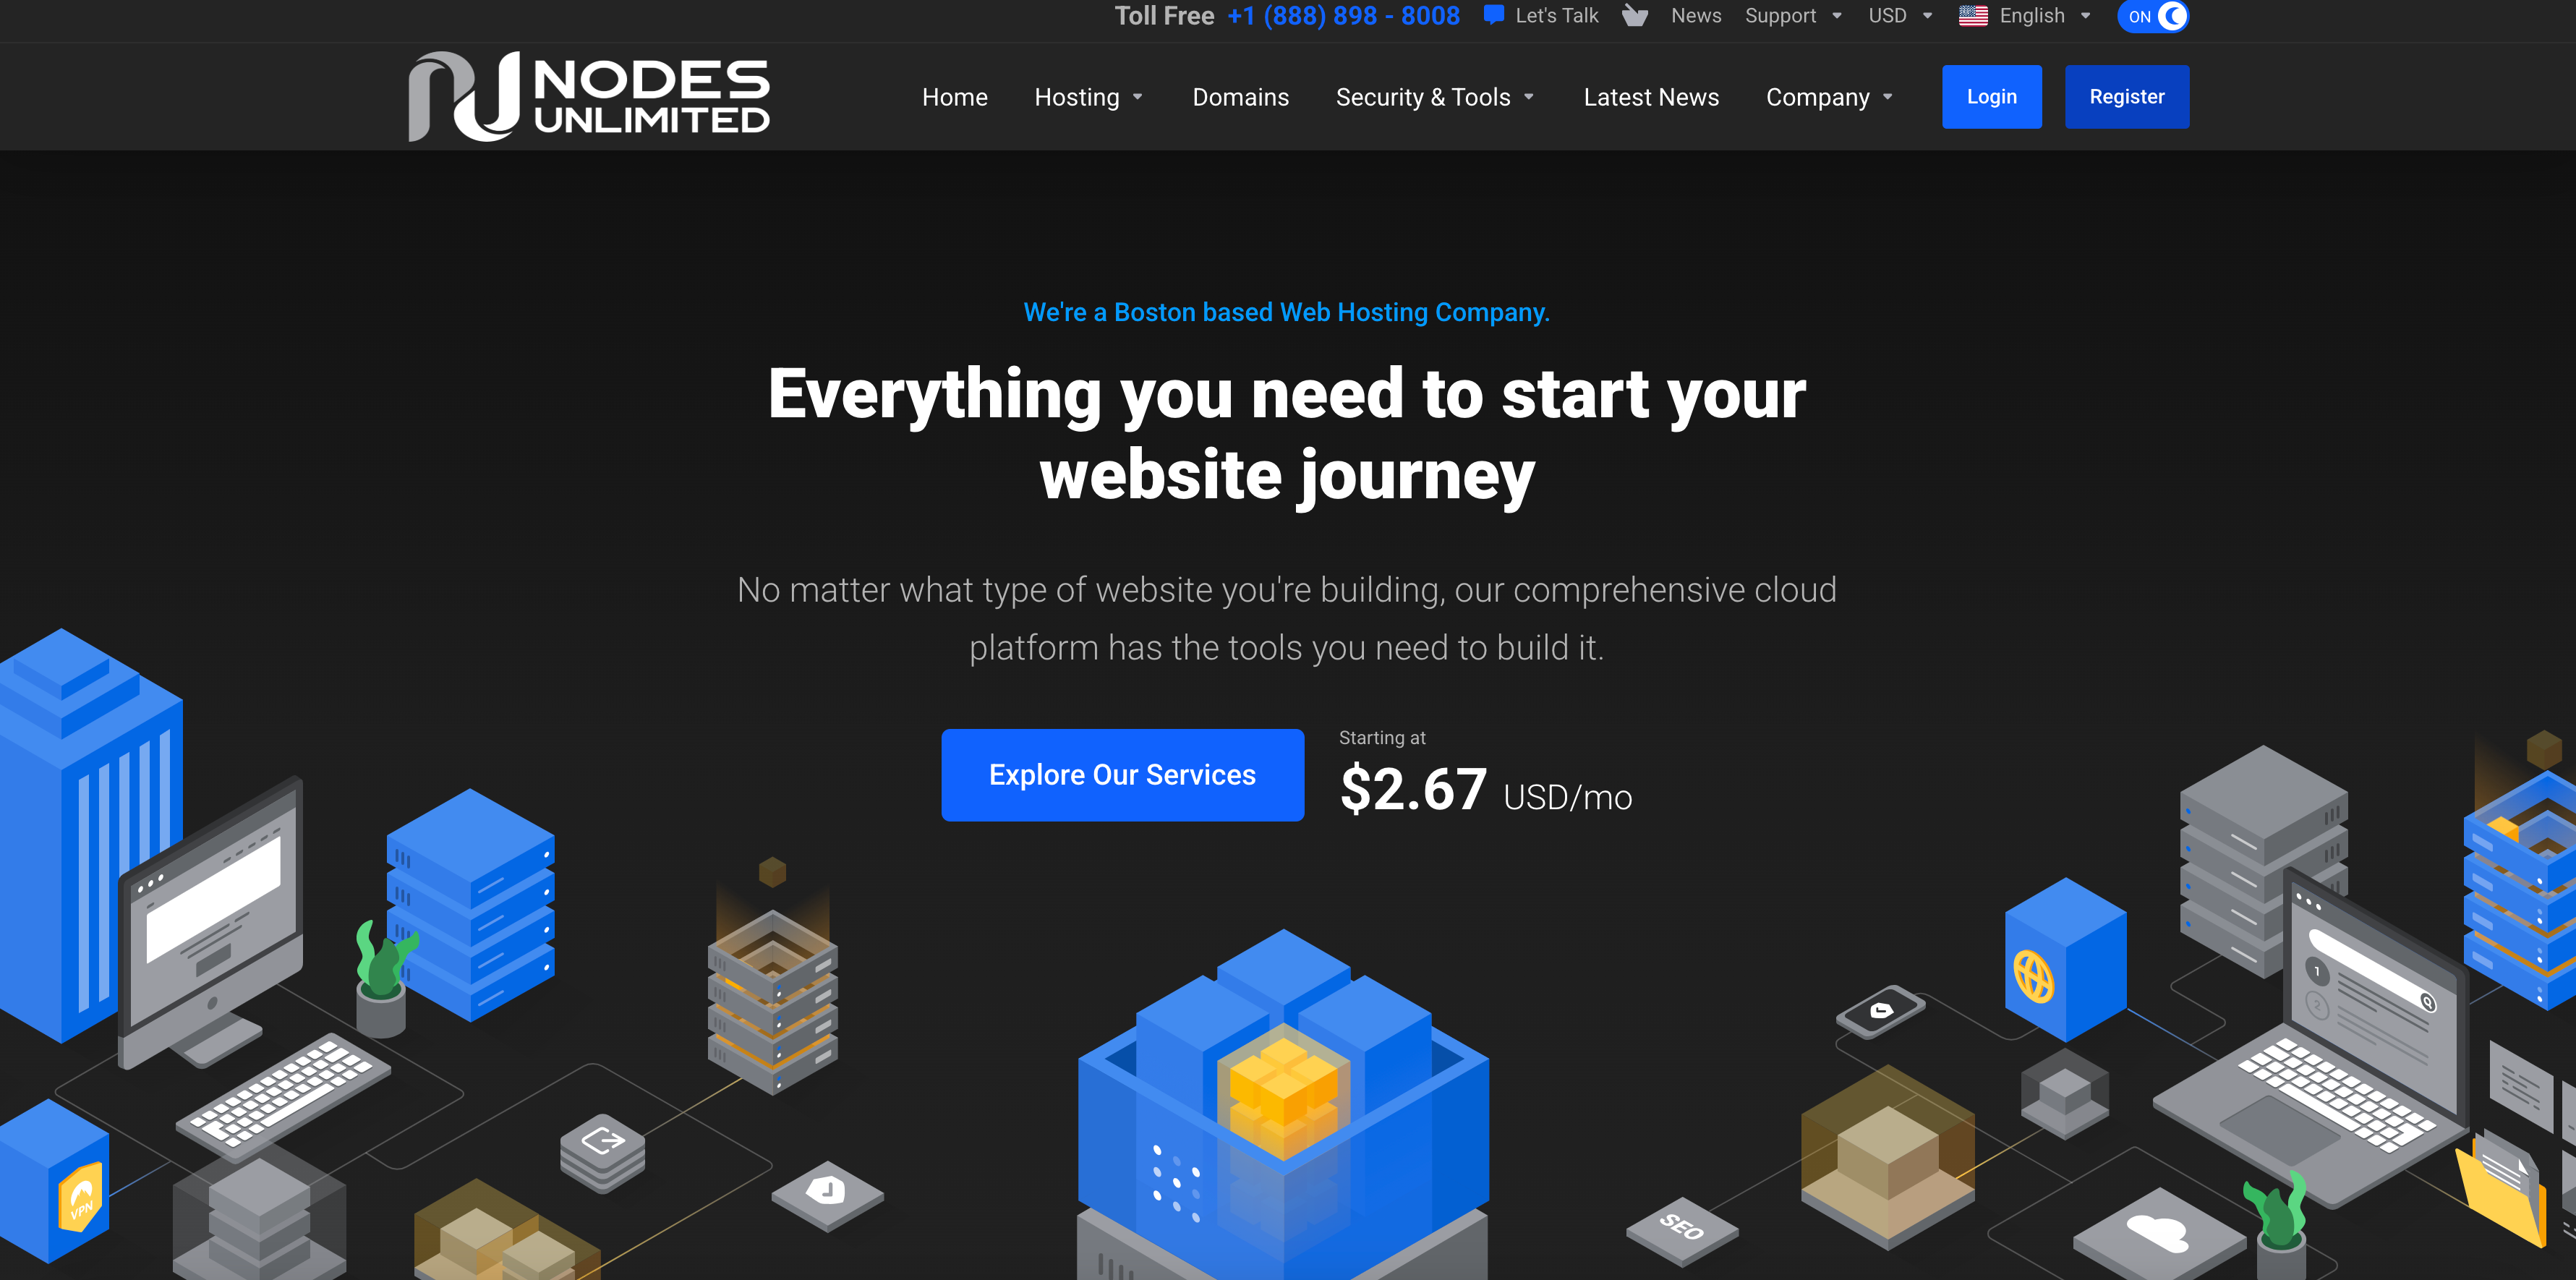 Toll Free +1 (888) 898 - 8008 Let's Talk News Support USD English ON
NODES
UNLIMITED
Home Hosting Domains Security & Tools Latest News Company Login Register
We're a Boston based Web Hosting Company.
Everything you need to start your
website journey
No matter what type of website you're building, our comprehensive cloud
platform has the tools you need to build it.
Explore Our Services
Starting at
$2.67 USD/mo
1
2
VPN
SEO